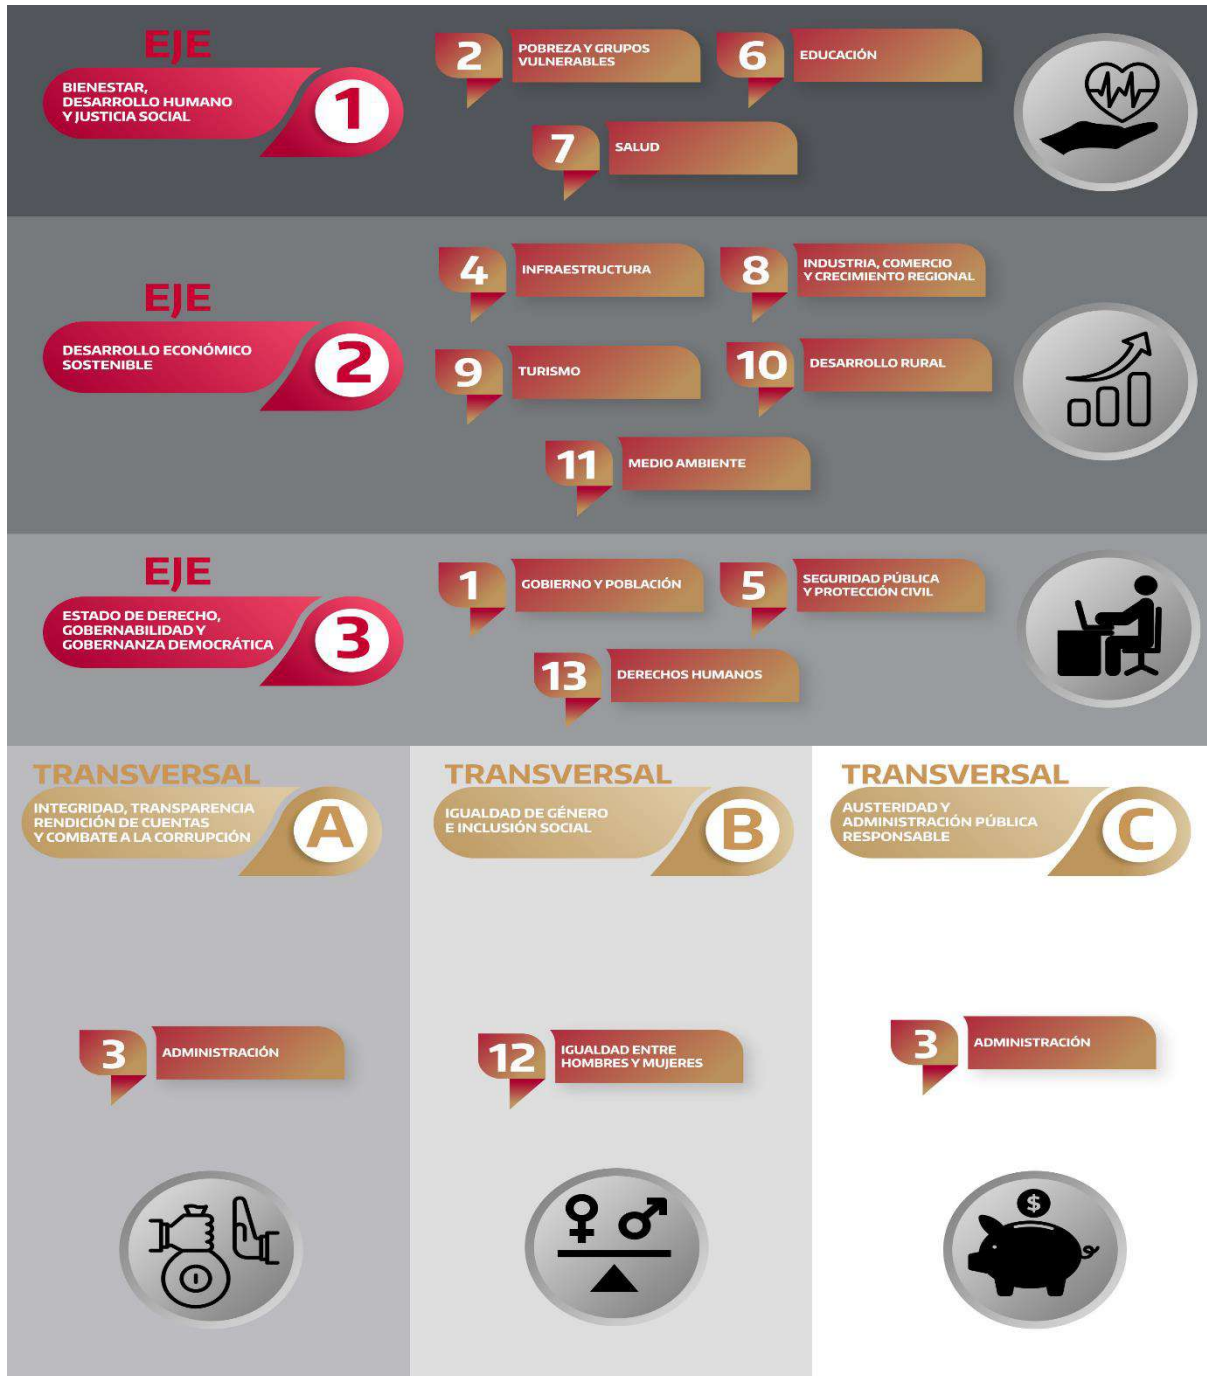 EJE
BIENESTAR,
DESARROLLO HUMANO
Y JUSTICIA SOCIAL
1
2
POBREZA Y GRUPOS
VULNERABLES
6
EDUCACIÓN
7
SALUD
EJE
DESARROLLO ECONÓMICO
SOSTENIBLE
2
4
INFRAESTRUCTURA
8
INDUSTRIA, COMERCIO
Y CRECIMIENTO REGIONAL
9
TURISMO
10
DESARROLLO RURAL
11
MEDIO AMBIENTE
EJE
ESTADO DE DERECHO,
GOBERNABILIDAD Y
GOBERNANZA DEMOCRÁTICA
3
1
GOBIERNO Y POBLACIÓN
5
SEGURIDAD PÚBLICA
Y PROTECCIÓN CIVIL
13
DERECHOS HUMANOS
TRANSVERSAL
INTEGRIDAD, TRANSPARENCIA
RENDICIÓN DE CUENTAS
Y COMBATE A LA CORRUPCIÓN
A
3
ADMINISTRACIÓN
TRANSVERSAL
IGUALDAD DE GÉNERO
E INCLUSIÓN SOCIAL
B
12
IGUALDAD ENTRE
HOMBRES Y MUJERES
TRANSVERSAL
AUSTERIDAD Y
ADMINISTRACIÓN PÚBLICA
RESPONSABLE
C
3
ADMINISTRACIÓN
$